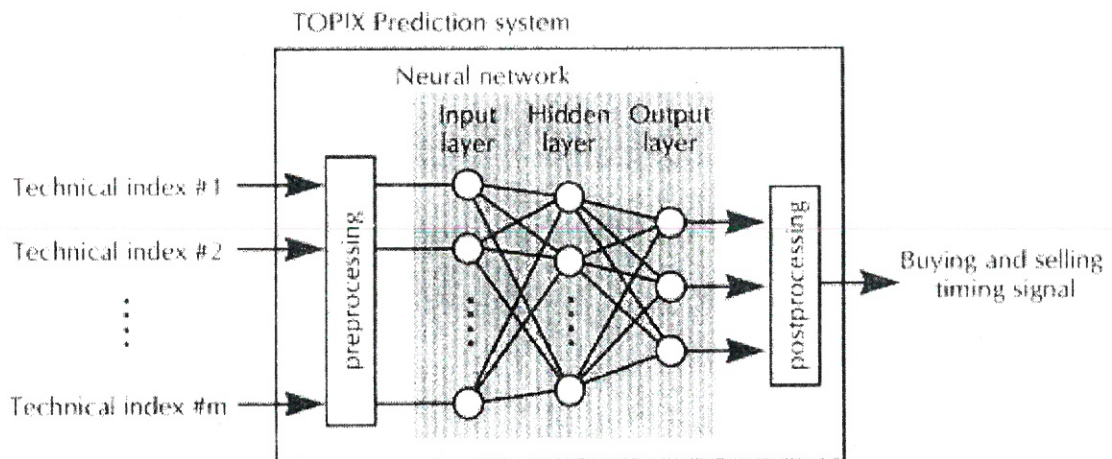 TOPIX Prediction system
Neural network
Input
layer
Hidden
layer
Output
layer
Technical index #1
Technical index #2
Technical index #m
preprocessing
postprocessing
Buying and selling
timing signal